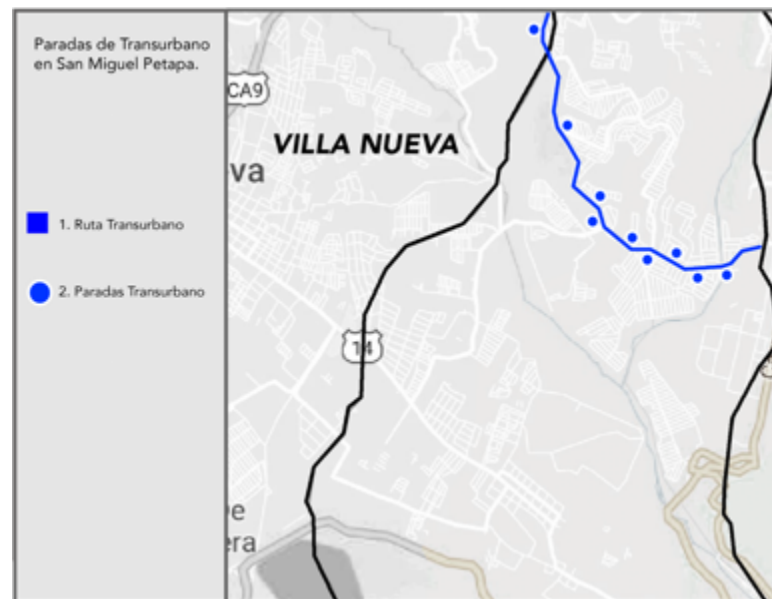 Paradas de Transurbano
en San Miguel Petapa.
CA9
VILLA NUEVA
va
1. Ruta Transurbano
2. Paradas Transurbano
14
era